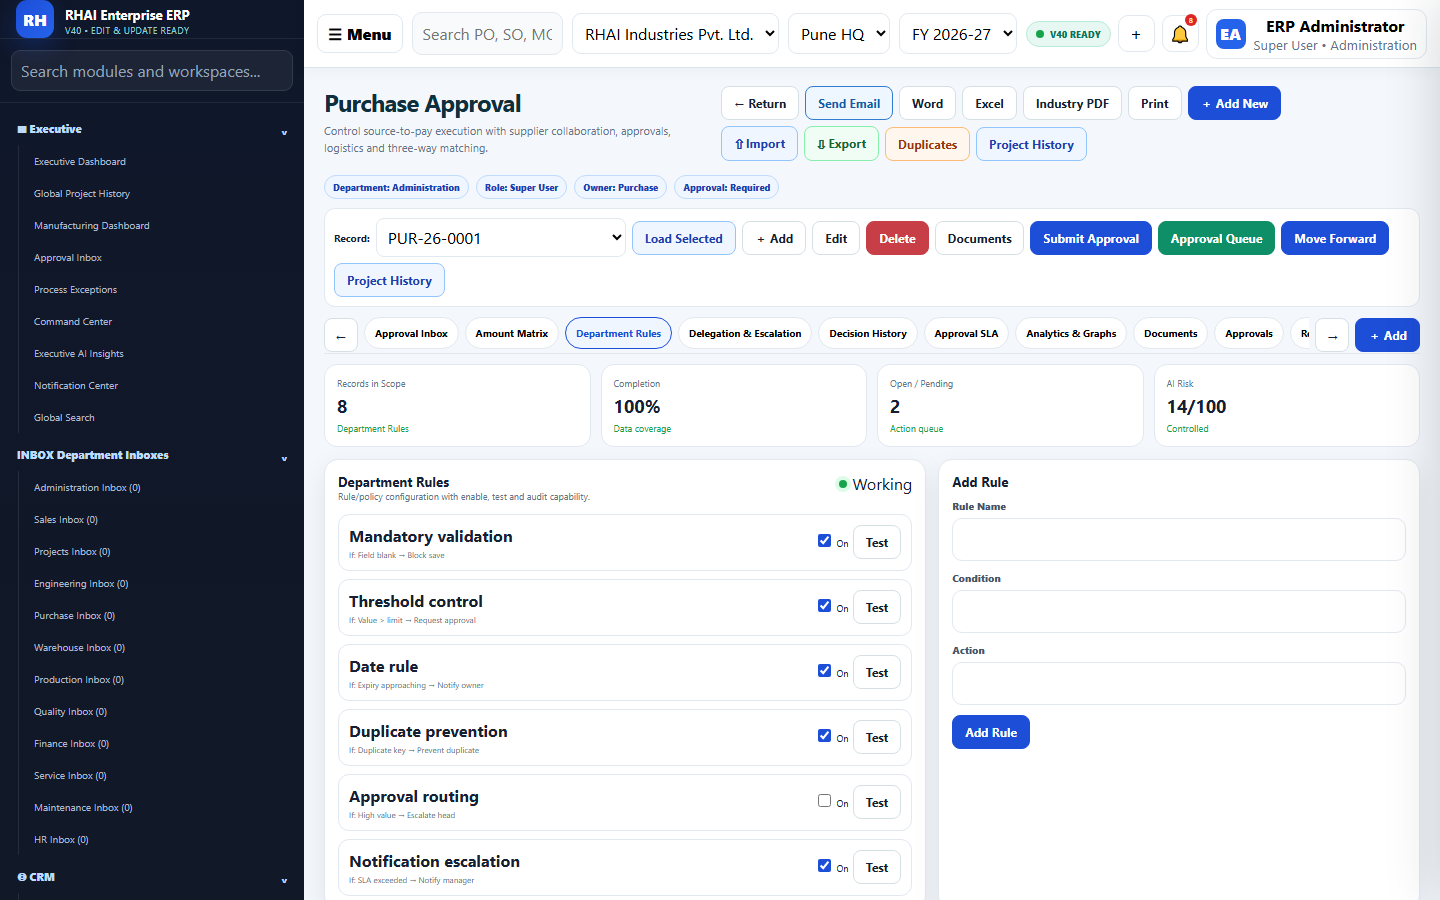 RH
RHAI Enterprise ERP
V40 • EDIT & UPDATE READY
Search modules and workspaces...
Executive
v
Executive Dashboard
Global Project History
Manufacturing Dashboard
Approval Inbox
Process Exceptions
Command Center
Executive AI Insights
Notification Center
Global Search
INBOX Department Inboxes
v
Administration Inbox (0)
Sales Inbox (0)
Projects Inbox (0)
Engineering Inbox (0)
Purchase Inbox (0)
Warehouse Inbox (0)
Production Inbox (0)
Quality Inbox (0)
Finance Inbox (0)
Service Inbox (0)
Maintenance Inbox (0)
HR Inbox (0)
CRM
v
☰ Menu
Search PO, SO, MO
RHAI Industries Pvt. Ltd.
Pune HQ
FY 2026-27
V40 READY
+
8
EA
ERP Administrator
Super User • Administration
Purchase Approval
Control source-to-pay execution with supplier collaboration, approvals,
logistics and three-way matching.
← Return
Send Email
Word
Excel
Industry PDF
Print
+ Add New
⇧ Import
⇩ Export
Duplicates
Project History
Department: Administration
Role: Super User
Owner: Purchase
Approval: Required
Record:
PUR-26-0001
Load Selected
+ Add
Edit
Delete
Documents
Submit Approval
Approval Queue
Move Forward
Project History
←
Approval Inbox
Amount Matrix
Department Rules
Delegation & Escalation
Decision History
Approval SLA
Analytics & Graphs
Documents
Approvals
→
+ Add
Records in Scope
8
Department Rules
Completion
100%
Data coverage
Open / Pending
2
Action queue
AI Risk
14/100
Controlled
Department Rules
Rule/policy configuration with enable, test and audit capability.
Working
Mandatory validation
If: Field blank → Block save
On
Test
Threshold control
If: Value > limit → Request approval
On
Test
Date rule
If: Expiry approaching → Notify owner
On
Test
Duplicate prevention
If: Duplicate key → Prevent duplicate
On
Test
Approval routing
If: High value → Escalate head
On
Test
Notification escalation
If: SLA exceeded → Notify manager
On
Test
Add Rule
Rule Name
Condition
Action
Add Rule